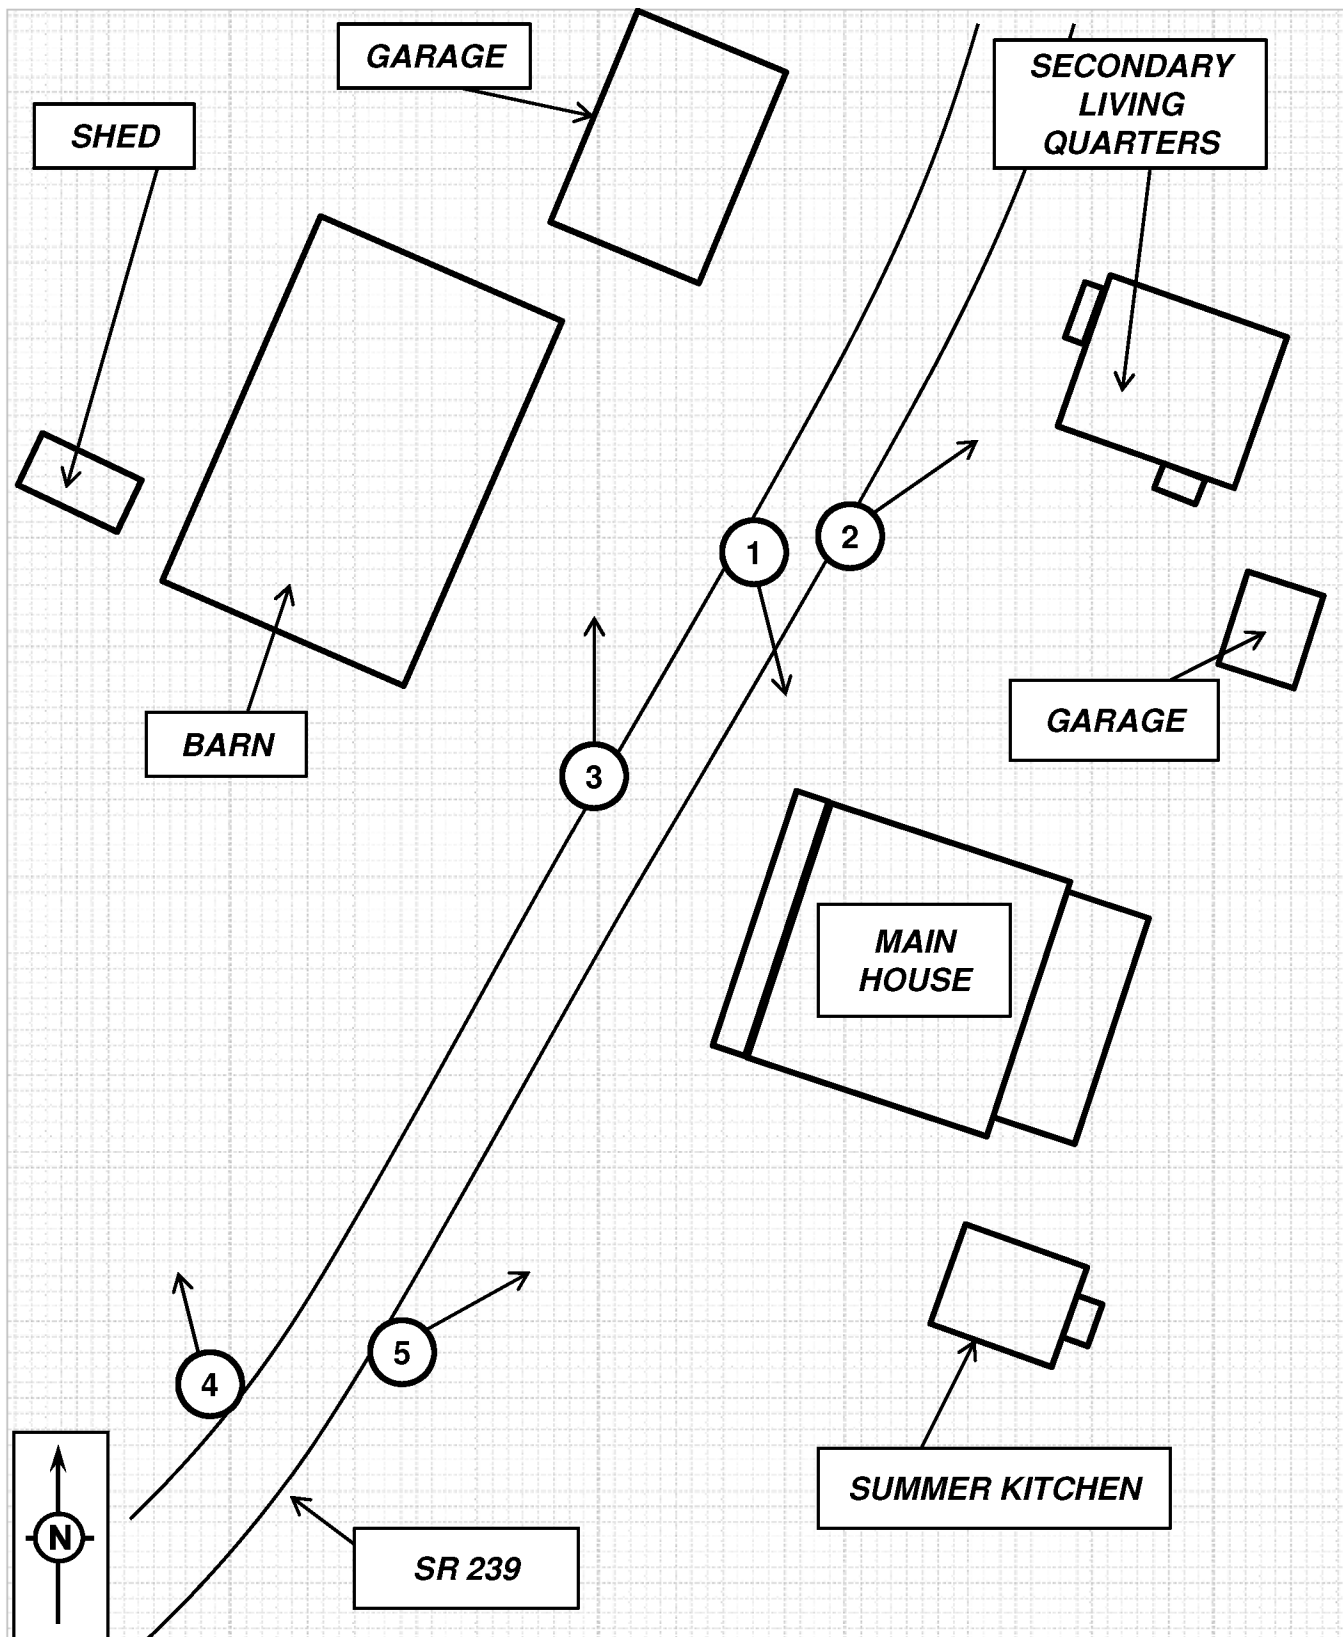 GARAGE
SECONDARY
LIVING
QUARTERS
SHED
2
1
GARAGE
BARN
3
MAIN
HOUSE
5
4
SUMMER KITCHEN
N
SR 239